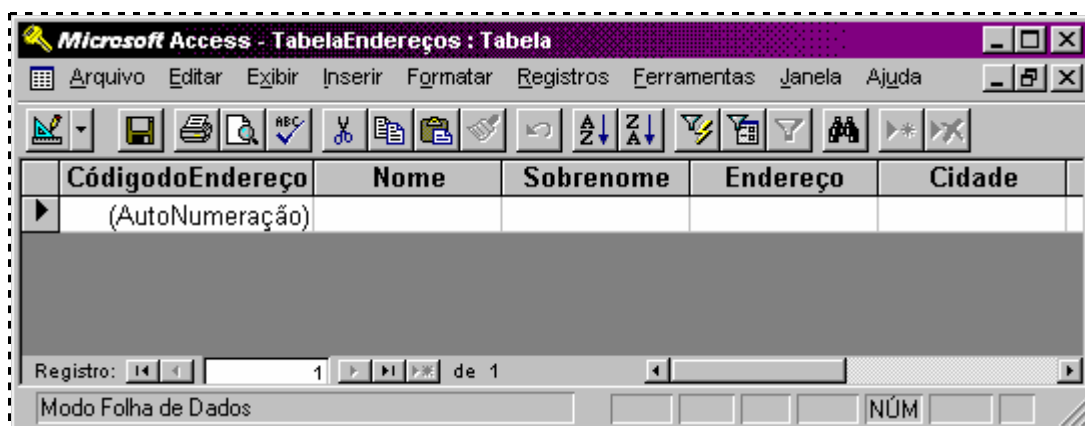 Microsoft Access - TabelaEndereços : Tabela
Arquivo Editar Exibir Inserir Formatar Registros Ferramentas Janela Ajuda
ABC A Z Z A
CódigodoEndereço Nome Sobrenome Endereço Cidade
(AutoNumeração)
Registro: 1 de 1
Modo Folha de Dados NÚM